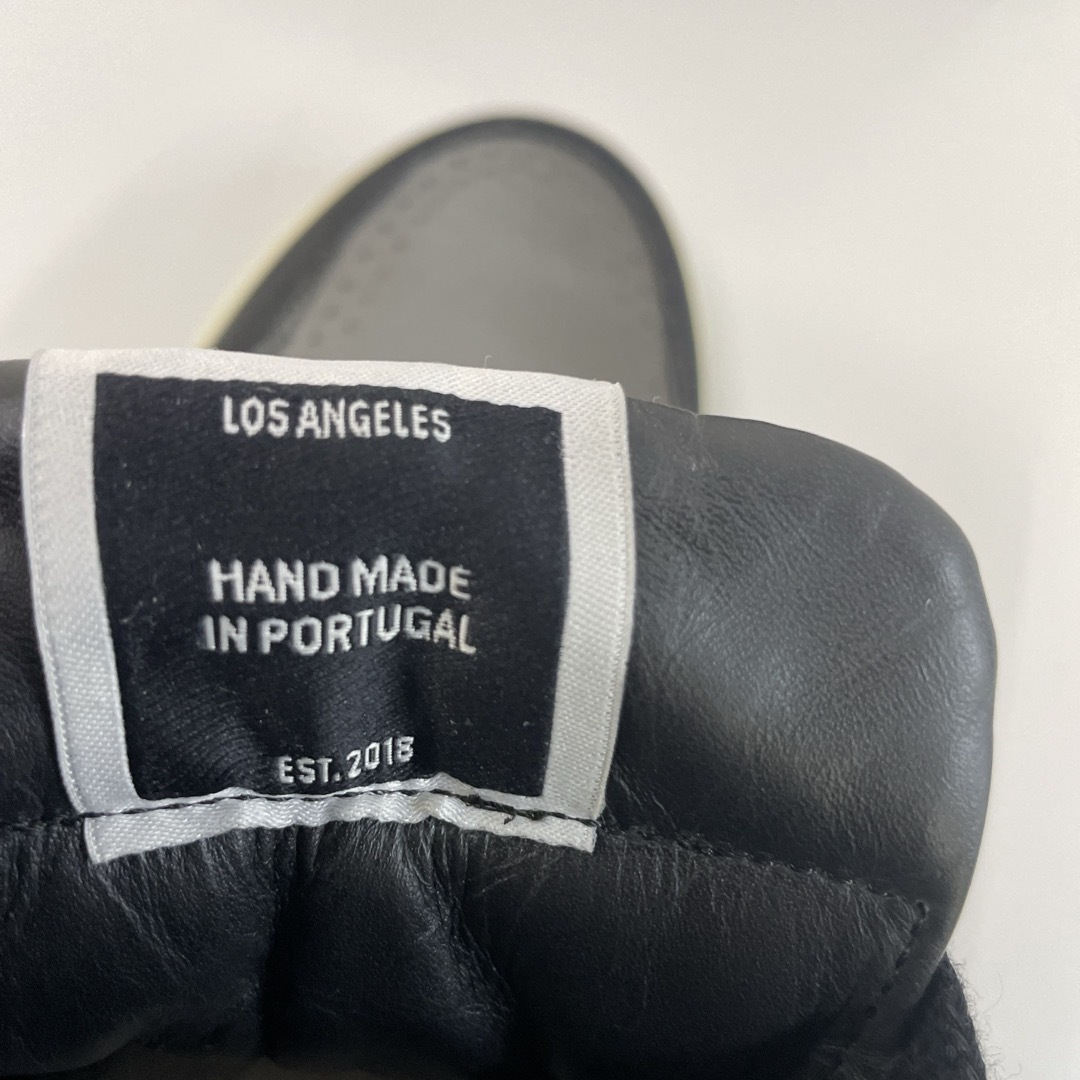 LOS ANGELES
HAND MADE
IN PORTUGAL
EST. 2018